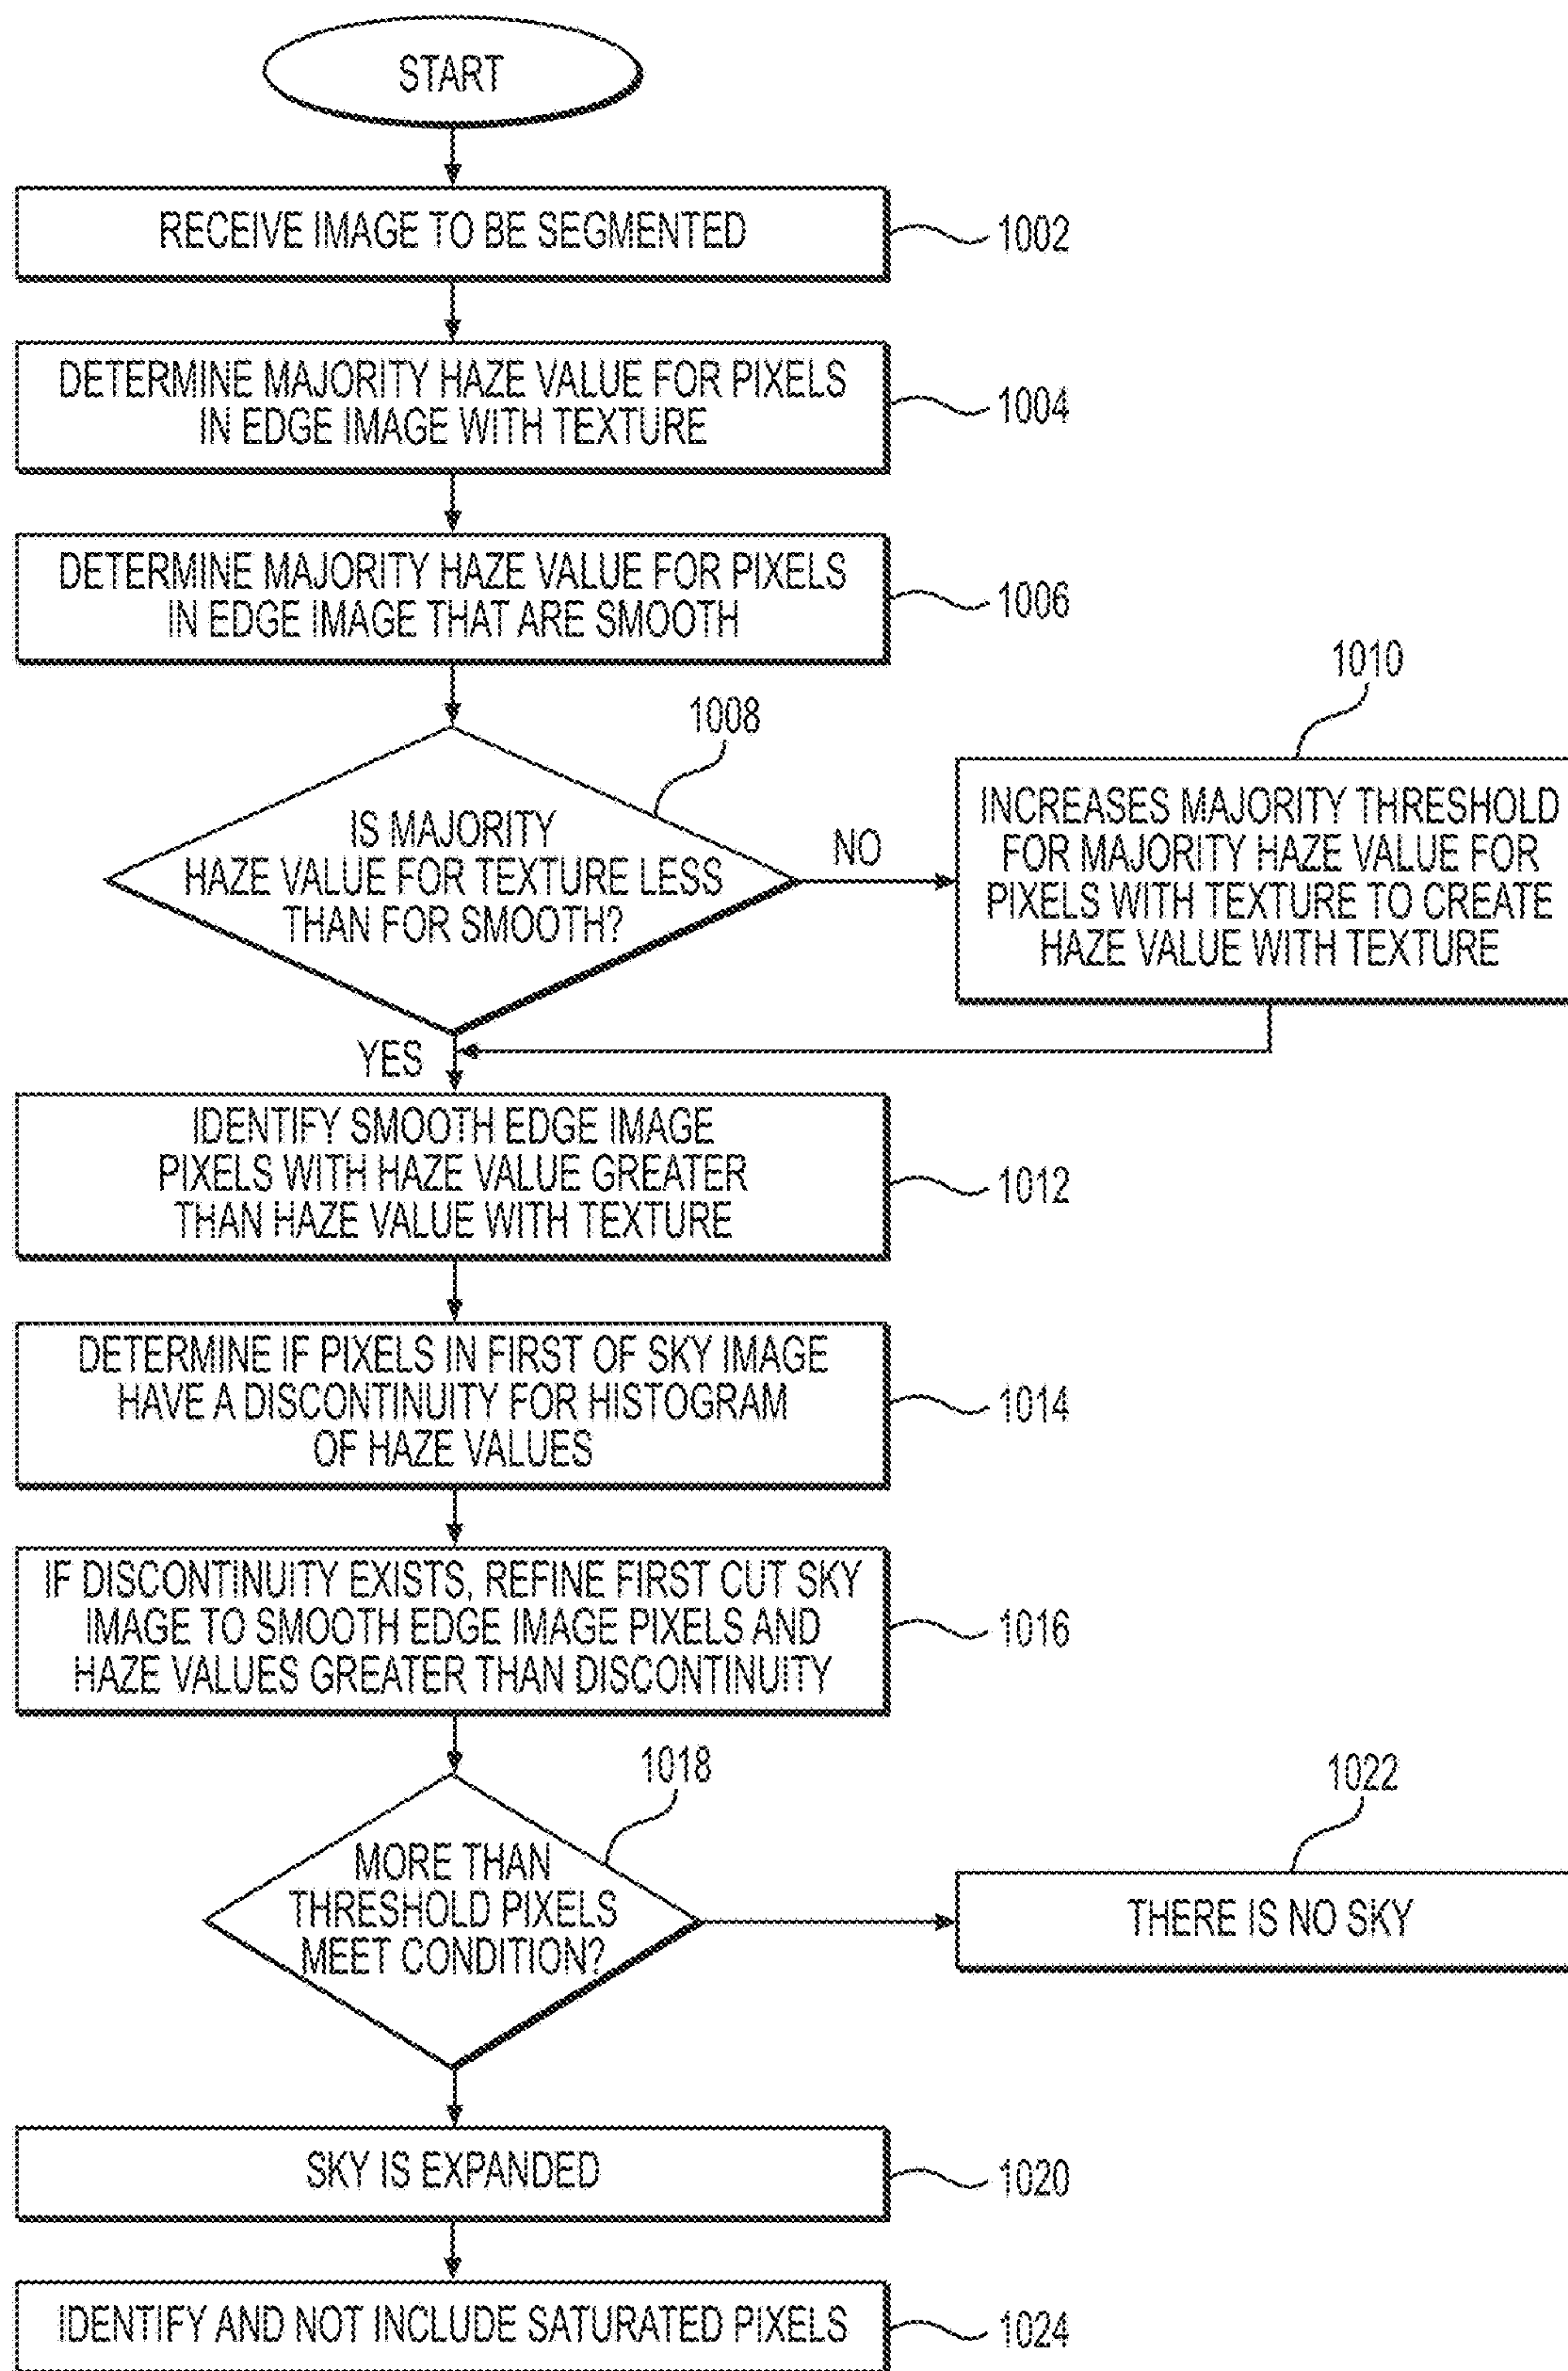 START
RECEIVE IMAGE TO BE SEGMENTED
1002
DETERMINE MAJORITY HAZE VALUE FOR PIXELS
IN EDGE IMAGE WITH TEXTURE
1004
DETERMINE MAJORITY HAZE VALUE FOR PIXELS
IN EDGE IMAGE THAT ARE SMOOTH
1006
1008
IS MAJORITY
HAZE VALUE FOR TEXTURE LESS
THAN FOR SMOOTH?
NO
1010
INCREASES MAJORITY THRESHOLD
FOR MAJORITY HAZE VALUE FOR
PIXELS WITH TEXTURE TO CREATE
HAZE VALUE WITH TEXTURE
YES
IDENTIFY SMOOTH EDGE IMAGE
PIXELS WITH HAZE VALUE GREATER
THAN HAZE VALUE WITH TEXTURE
1012
DETERMINE IF PIXELS IN FIRST OF SKY IMAGE
HAVE A DISCONTINUITY FOR HISTOGRAM
OF HAZE VALUES
1014
IF DISCONTINUITY EXISTS, REFINE FIRST CUT SKY
IMAGE TO SMOOTH EDGE IMAGE PIXELS AND
HAZE VALUES GREATER THAN DISCONTINUITY
1016
1018
MORE THAN
THRESHOLD PIXELS
MEET CONDITION?
1022
THERE IS NO SKY
SKY IS EXPANDED
1020
IDENTIFY AND NOT INCLUDE SATURATED PIXELS
1024